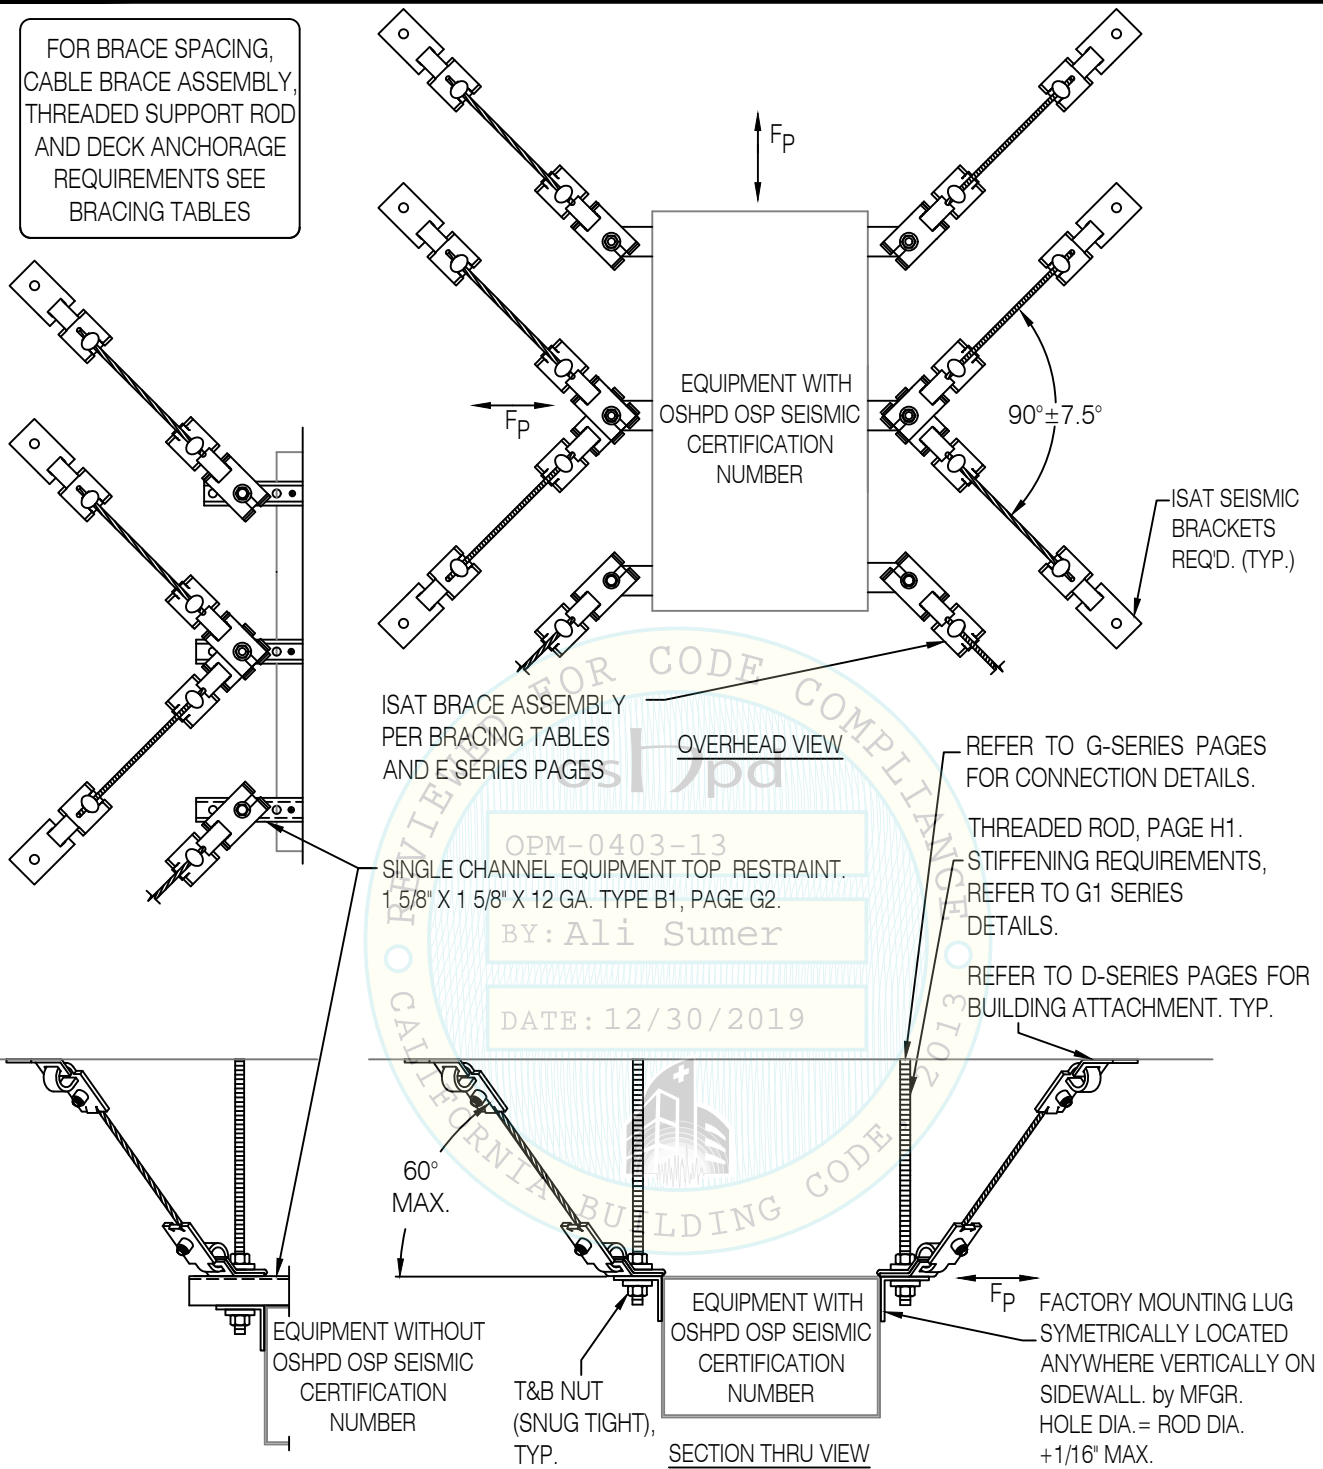 FOR BRACE SPACING,
CABLE BRACE ASSEMBLY,
THREADED SUPPORT ROD
AND DECK ANCHORAGE
REQUIREMENTS SEE
BRACING TABLES
FP
FP
EQUIPMENT WITH
OSHPD OSP SEISMIC
CERTIFICATION
NUMBER
90°±7.5°
ISAT SEISMIC
BRACKETS
REQ'D. (TYP.)
ISAT BRACE ASSEMBLY
PER BRACING TABLES
AND E SERIES PAGES
OVERHEAD VIEW
REFER TO G-SERIES PAGES
FOR CONNECTION DETAILS.
THREADED ROD, PAGE H1.
STIFFENING REQUIREMENTS,
REFER TO G1 SERIES
DETAILS.
REFER TO D-SERIES PAGES FOR
BUILDING ATTACHMENT. TYP.
SINGLE CHANNEL EQUIPMENT TOP RESTRAINT.
1 5/8" X 1 5/8" X 12 GA. TYPE B1, PAGE G2.
REVIEWED FOR CODE COMPLIANCE
oshpd
OPM-0403-13
BY: Ali Sumer
DATE: 12/30/2019
CALIFORNIA BUILDING CODE 2013
60°
MAX.
EQUIPMENT WITHOUT
OSHPD OSP SEISMIC
CERTIFICATION
NUMBER
T&B NUT
(SNUG TIGHT),
TYP.
EQUIPMENT WITH
OSHPD OSP SEISMIC
CERTIFICATION
NUMBER
SECTION THRU VIEW
FP
FACTORY MOUNTING LUG
SYMETRICALLY LOCATED
ANYWHERE VERTICALLY ON
SIDEWALL. by MFGR.
HOLE DIA.= ROD DIA.
+1/16" MAX.